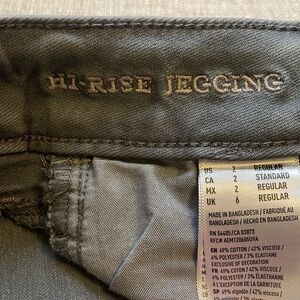 HI-RISE JEGGING
US 2 REGULAR
CA 2 STANDARD
MX 2 REGULAR
UK 6 REGULAR
MADE IN BANGLADESH / FABRIQUÉ AU
BANGLADESH / HECHO EN BANGLADESH
RN 54485/CA 03873
EN 49% COTTON / 42% VISCOSE /
6% POLYESTER / 3% ELASTANE
EXCLUSIVE OF DECORATION
FR 49% COTON / 42% VISCOSE /
6% POLYESTER / 3% ÉLASTHANNE
À L'EXCEPTION DE LA GARNITURE
SP 49% algodón / 42% viscosa /